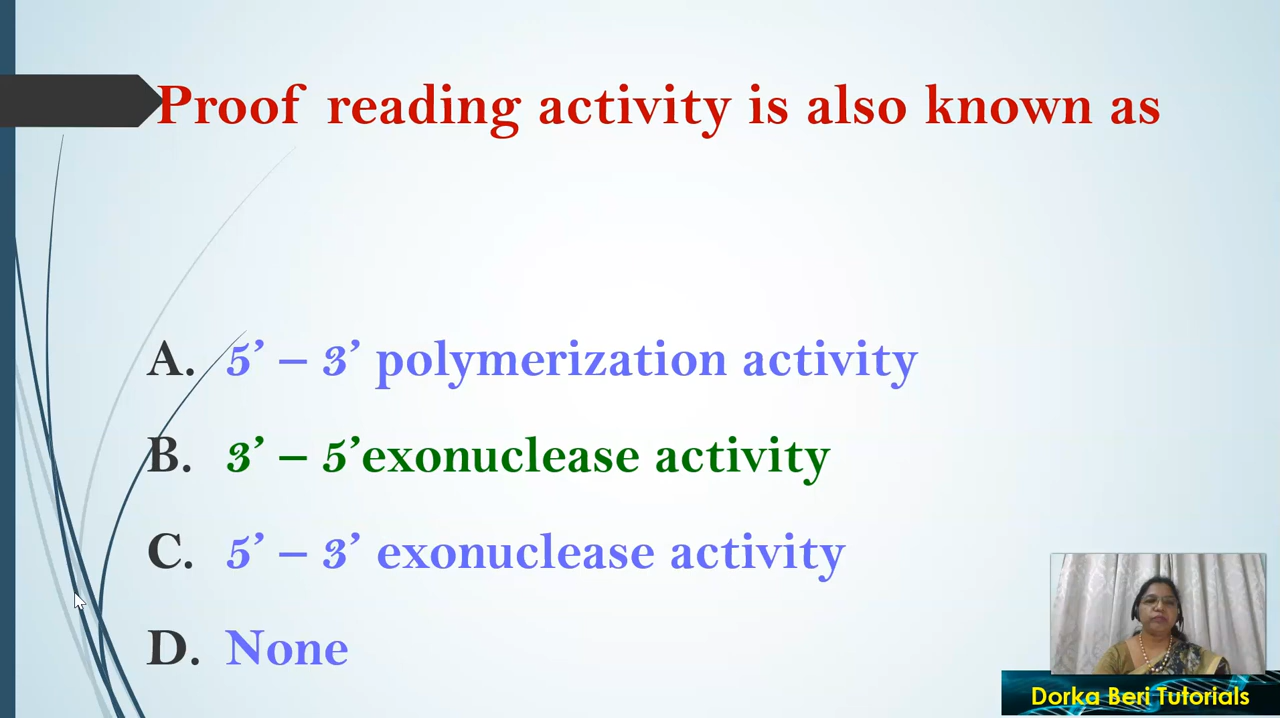 Proof reading activity is also known as
A. 5’ – 3’ polymerization activity
B. 3’ – 5’exonuclease activity
C. 5’ – 3’ exonuclease activity
D. None
Dorka Beri Tutorials